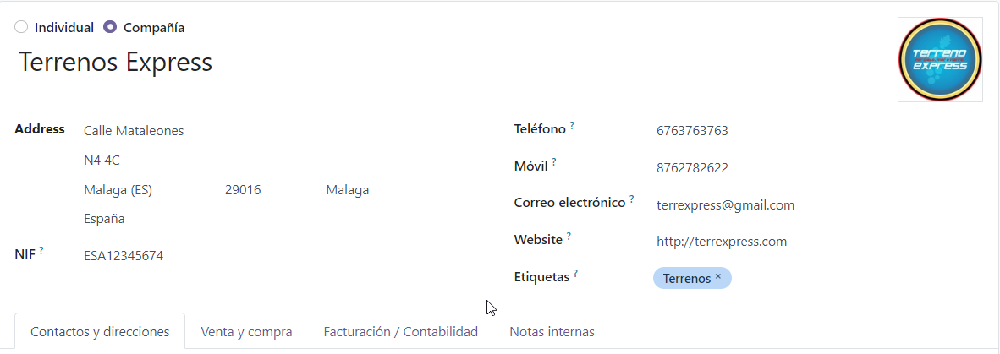 Individual Compañía
Terrenos Express
Terreno
express
Address Calle Mataleones
N4 4C
Malaga (ES) 29016 Malaga
España
NIF ? ESA12345674
Teléfono ? 6763763763
Móvil ? 8762782622
Correo electrónico ? terrexpress@gmail.com
Website ? http://terrexpress.com
Etiquetas ? Terrenos ×
Contactos y direcciones Venta y compra Facturación / Contabilidad Notas internas